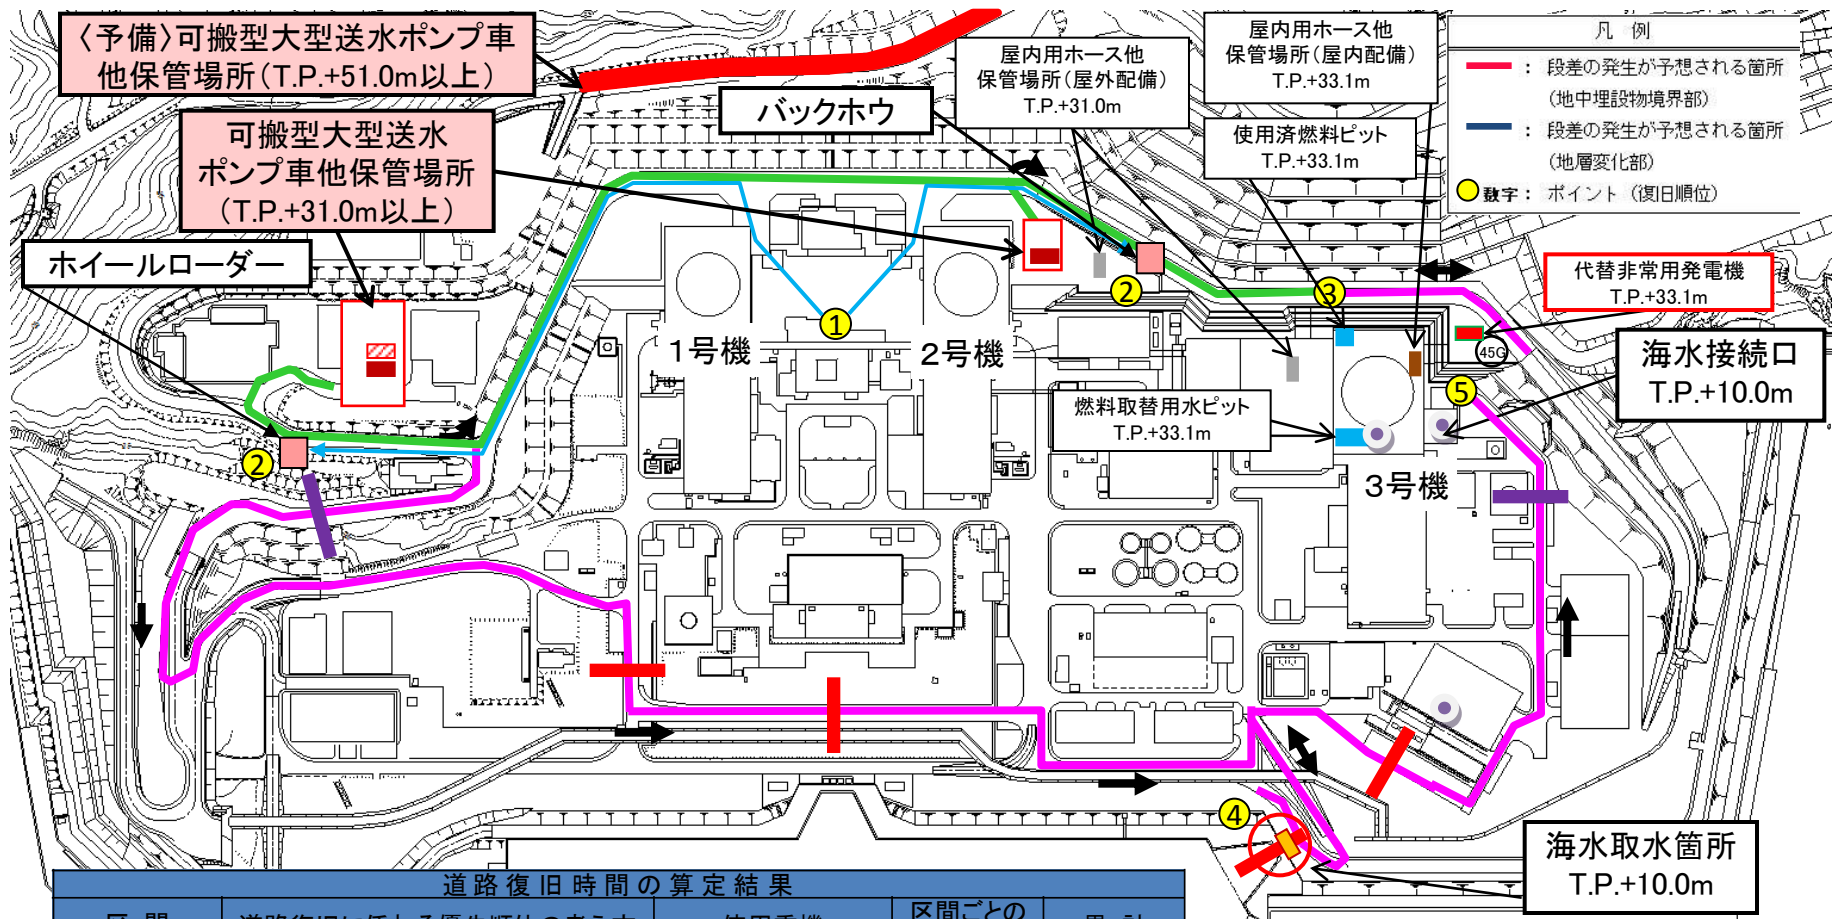 〈予備〉可搬型大型送水ポンプ車
他保管場所(T.P.+51.0m以上)
可搬型大型送水
ポンプ車他保管場所
(T.P.+31.0m以上)
ホイールローダー
バックホウ
屋内用ホース他
保管場所(屋外配備)
T.P.+31.0m
屋内用ホース他
保管場所(屋内配備)
T.P.+33.1m
使用済燃料ピット
T.P.+33.1m
凡 例
: 段差の発生が予想される箇所
(地中埋設物境界部)
: 段差の発生が予想される箇所
(地層変化部)
数字 : ポイント (復旧順位)
代替非常用発電機
T.P.+33.1m
45G
海水接続口
T.P.+10.0m
燃料取替用水ピット
T.P.+33.1m
1号機
2号機
3号機
①
②
②
③
④
⑤
海水取水箇所
T.P.+10.0m
道路復旧時間の算定結果
区間ごとの